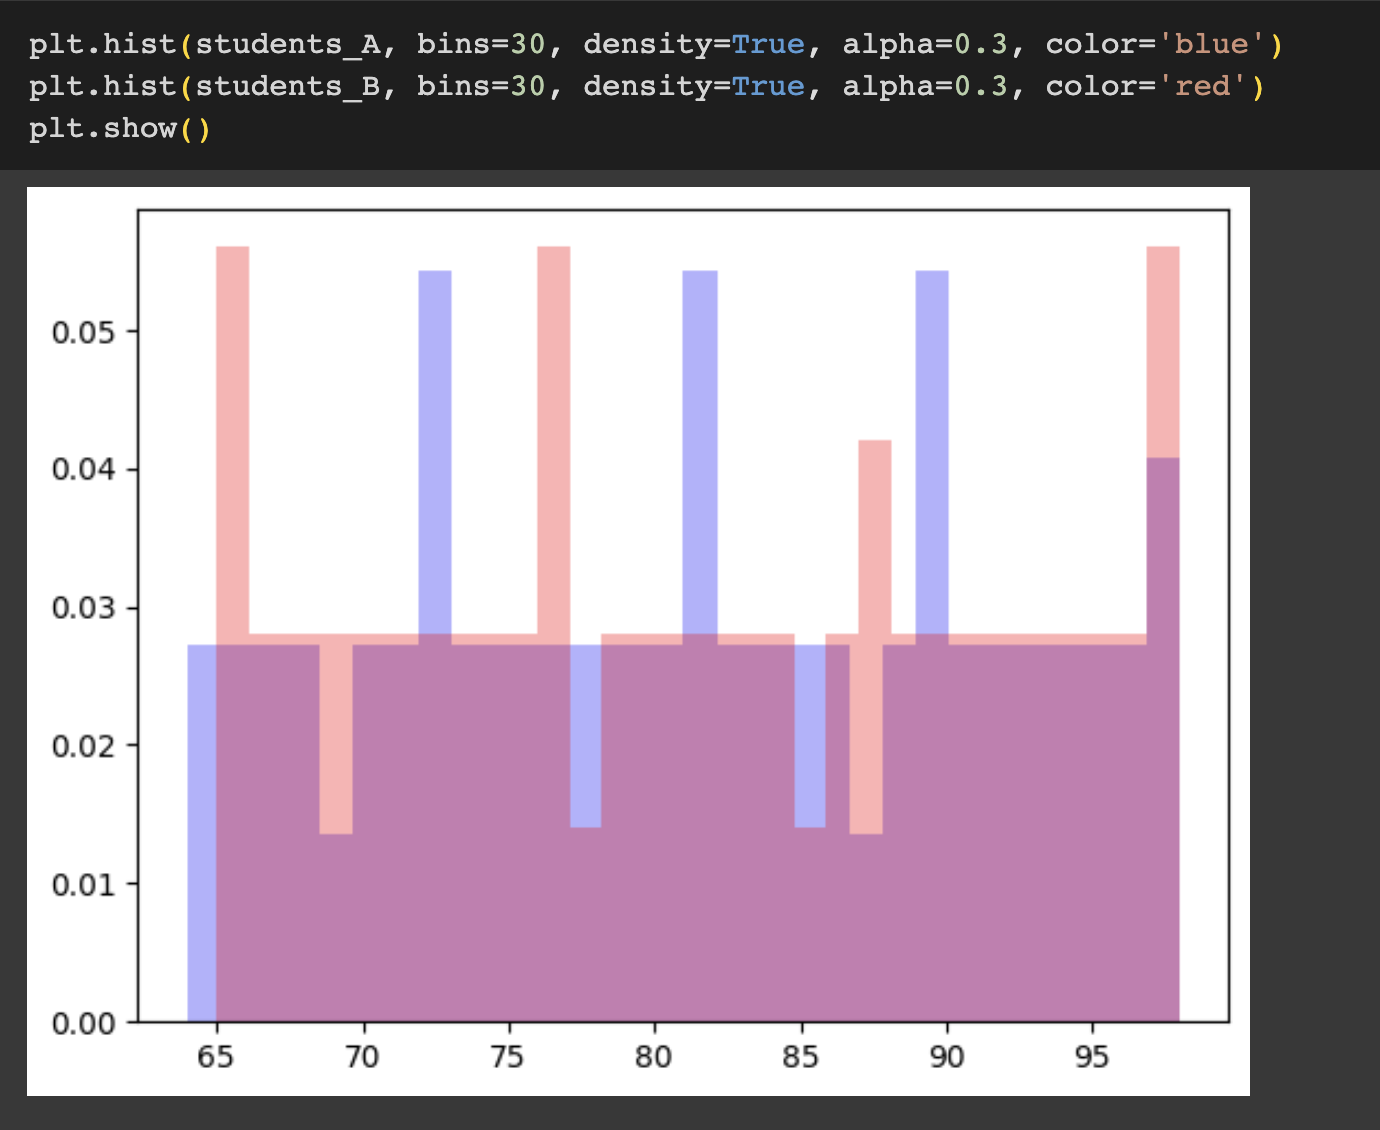 plt.hist(students_A, bins=30, density=True, alpha=0.3, color='blue')
plt.hist(students_B, bins=30, density=True, alpha=0.3, color='red')
plt.show()
0.05
0.04
0.03
0.02
0.01
0.00
65 70 75 80 85 90 95